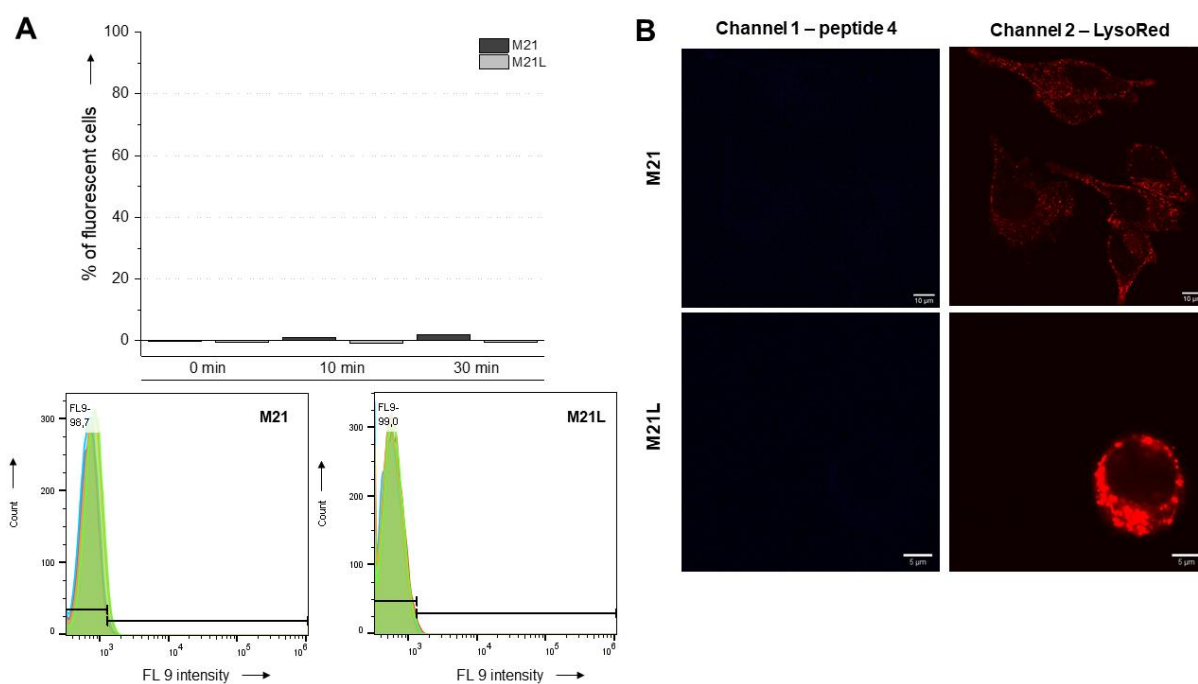 A
% of fluorescent cells
100
80
60
40
20
0
M21
M21L
0 min 10 min 30 min
FL9-
98,7
M21
300
200
100
0
Count
10³ 10⁴ 10⁵ 10⁶
FL 9 intensity
FL9-
99,0
M21L
300
200
100
0
Count
10³ 10⁴ 10⁵ 10⁶
FL 9 intensity
B
Channel 1 – peptide 4 Channel 2 – LysoRed
M21
10 µm 10 µm
M21L
5 µm 5 µm